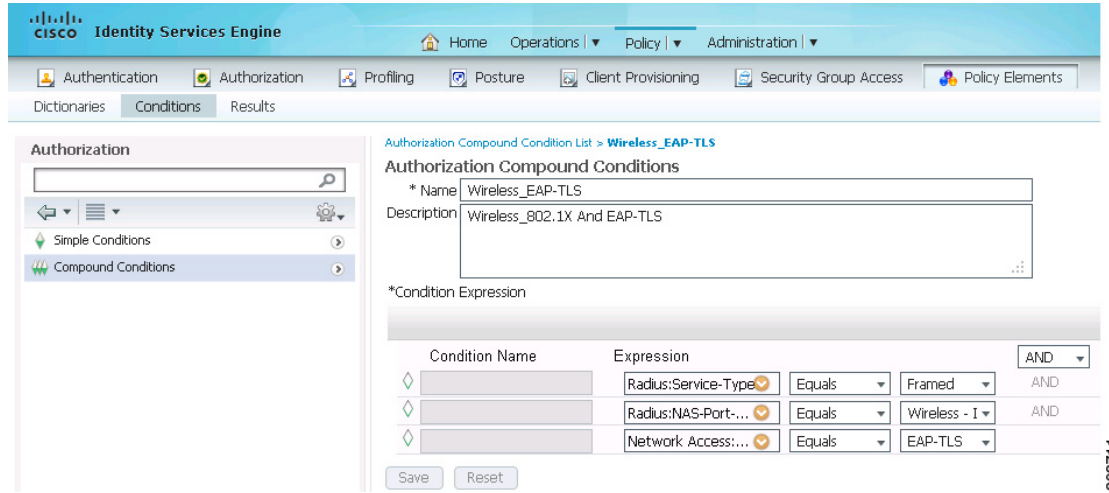 CISCO Identity Services Engine
Home Operations | Policy | Administration |
Authentication Authorization Profiling Posture Client Provisioning Security Group Access Policy Elements
Dictionaries Conditions Results
Authorization
Simple Conditions
Compound Conditions
Authorization Compound Condition List > Wireless_EAP-TLS
Authorization Compound Conditions
* Name Wireless_EAP-TLS
Description Wireless_802.1X And EAP-TLS
*Condition Expression
Condition Name Expression AND
Radius:Service-Type Equals Framed AND
Radius:NAS-Port-... Equals Wireless - I AND
Network Access:... Equals EAP-TLS
Save Reset